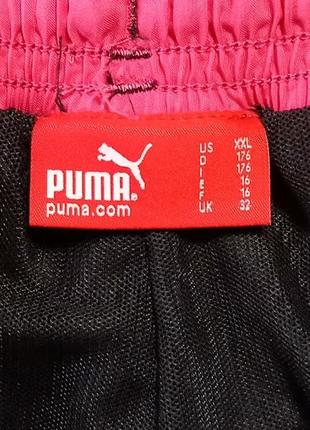 PUMA®
puma.com
US XXL
D 176
I 176
E 16
F 16
UK 32